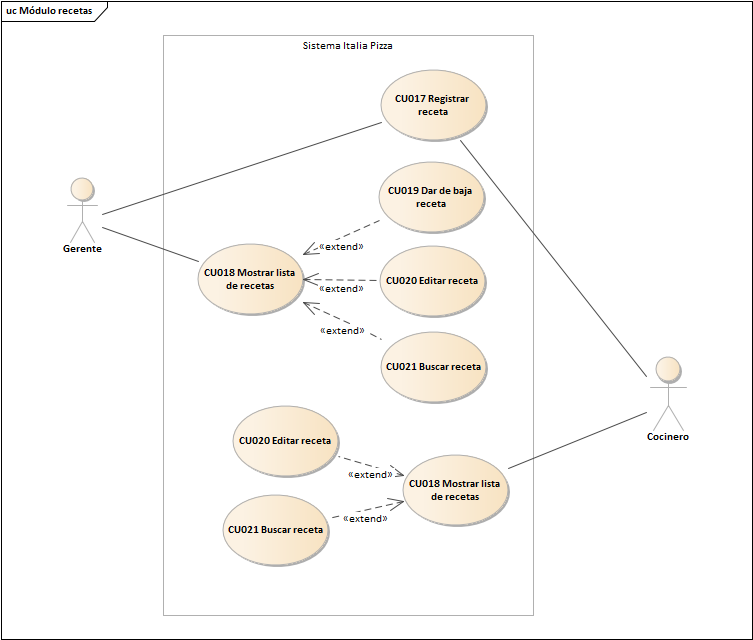 uc Módulo recetas
Sistema Italia Pizza
CU017 Registrar
receta
CU019 Dar de baja
receta
«extend»
Gerente
CU018 Mostrar lista
de recetas
CU020 Editar receta
«extend»
«extend»
CU021 Buscar receta
Cocinero
CU020 Editar receta
«extend»
CU018 Mostrar lista
de recetas
«extend»
CU021 Buscar receta